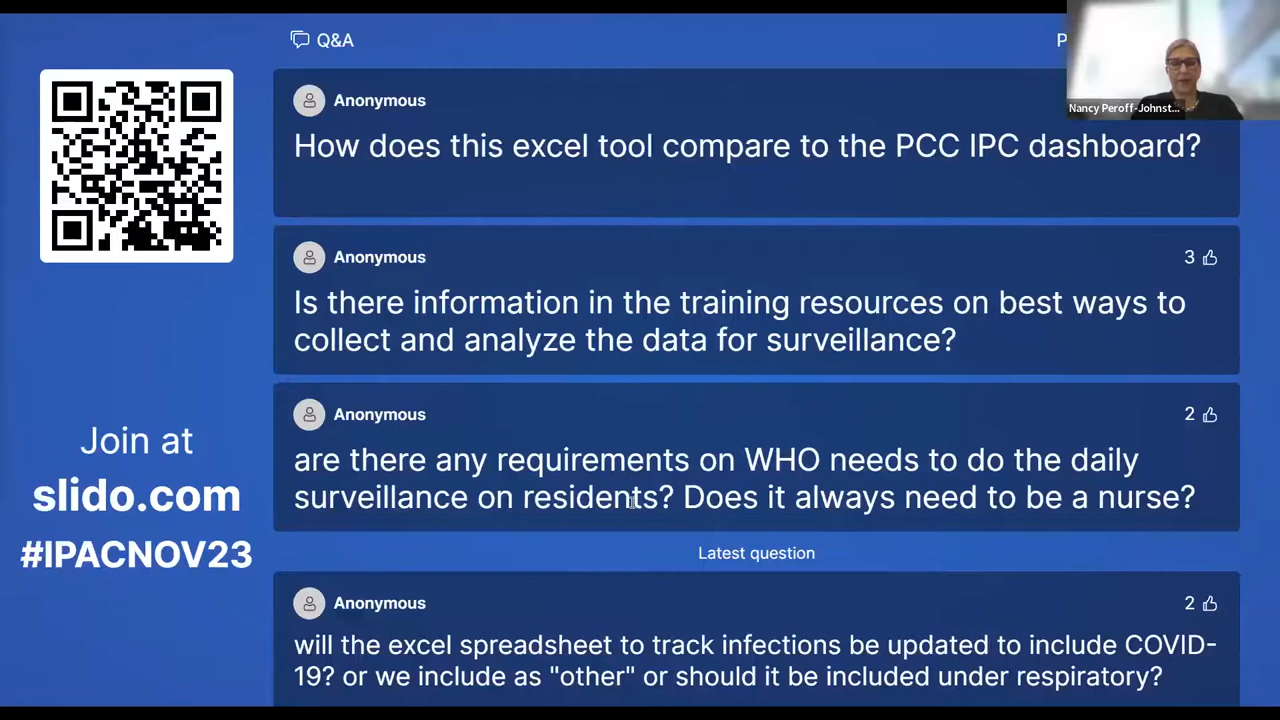 Q&A
P
Nancy Peroff-Johnst...
Anonymous
How does this excel tool compare to the PCC IPC dashboard?
Anonymous
3
Is there information in the training resources on best ways to
collect and analyze the data for surveillance?
Anonymous
2
are there any requirements on WHO needs to do the daily
surveillance on residents? Does it always need to be a nurse?
Join at
slido.com
#IPACNOV23
Latest question
Anonymous
2
will the excel spreadsheet to track infections be updated to include COVID-
19? or we include as "other" or should it be included under respiratory?